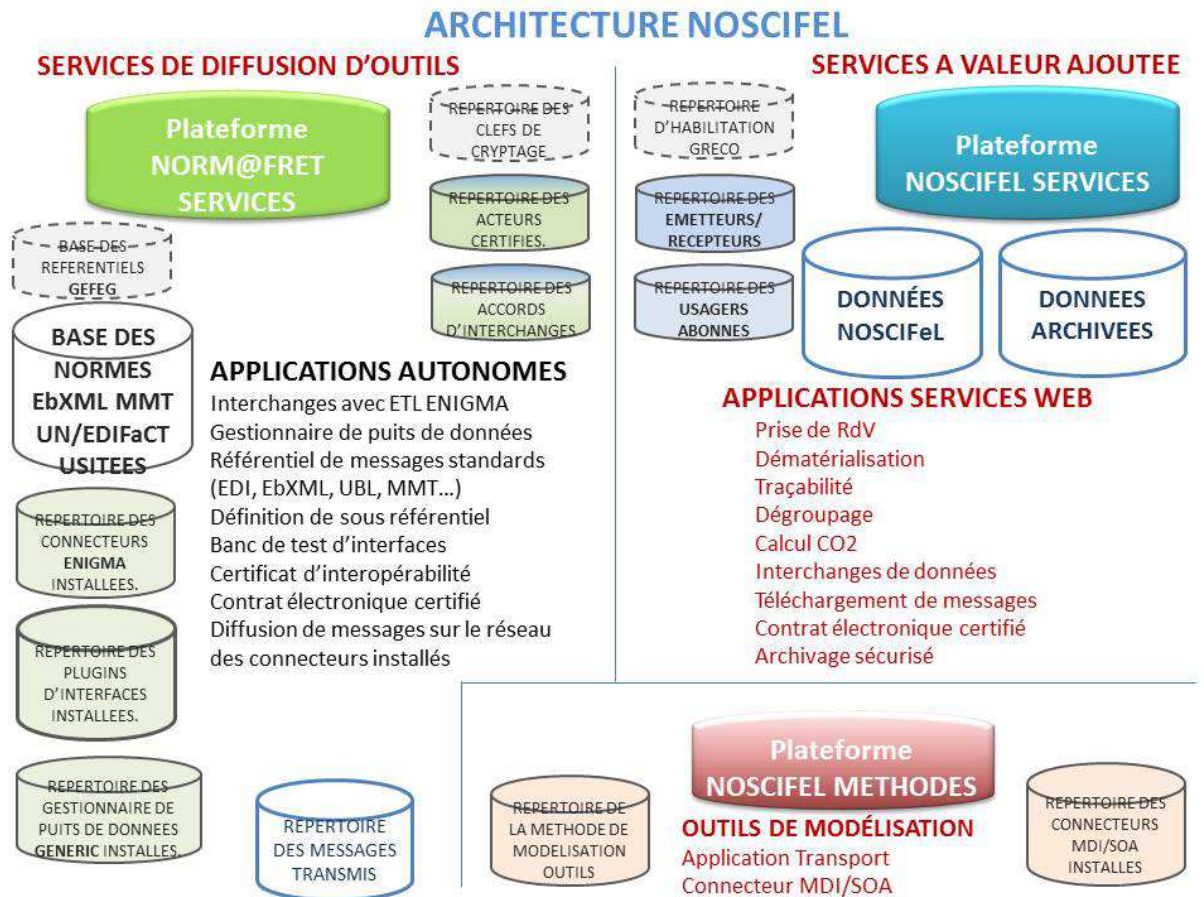 ARCHITECTURE NOSCIFEL
SERVICES DE DIFFUSION D'OUTILS
Plateforme
NORM@FRET
SERVICES
REPERTOIRE DES
CLEFS DE
CRYPTAGE
REPERTOIRE DES
ACTEURS
CERTIFIES.
REPERTOIRE DES
ACCORDS
D'INTERCHANGES
BASE DES
REFERENTIELS
GEFEG
BASE DES
NORMES
EbXML MMT
UN/EDIFaCT
USITEES
REPERTOIRE DES
CONNECTEURS
ENIGMA
INSTALLEES.
REPERTOIRE DES
PLUGINS
D'INTERFACES
INSTALLEES.
REPERTOIRE DES
GESTIONNAIRE DE
PUITS DE DONNEES
GENERIC INSTALLES.
APPLICATIONS AUTONOMES
Interchanges avec ETL ENIGMA
Gestionnaire de puits de données
Référentiel de messages standards
(EDI, EbXML, UBL, MMT...)
Définition de sous référentiel
Banc de test d'interfaces
Certificat d'interopérabilité
Contrat électronique certifié
Diffusion de messages sur le réseau
des connecteurs installés
REPERTOIRE
DES MESSAGES
TRANSMIS
SERVICES A VALEUR AJOUTEE
REPERTOIRE
D'HABILITATION
GRECO
REPERTOIRE DES
EMETTEURS/
RECEPTEURS
REPERTOIRE DES
USAGERS
ABONNES
Plateforme
NOSCIFEL SERVICES
DONNÉES
NOSCIFeL
DONNEES
ARCHIVEES
APPLICATIONS SERVICES WEB
Prise de RdV
Dématérialisation
Traçabilité
Dégroupage
Calcul CO2
Interchanges de données
Téléchargement de messages
Contrat électronique certifié
Archivage sécurisé
Plateforme
NOSCIFEL METHODES
REPERTOIRE DE
LA METHODE DE
MODELISATION
OUTILS
OUTILS DE MODÉLISATION
Application Transport
Connecteur MDI/SOA
REPERTOIRE DES
CONNECTEURS
MDI/SOA
INSTALLES